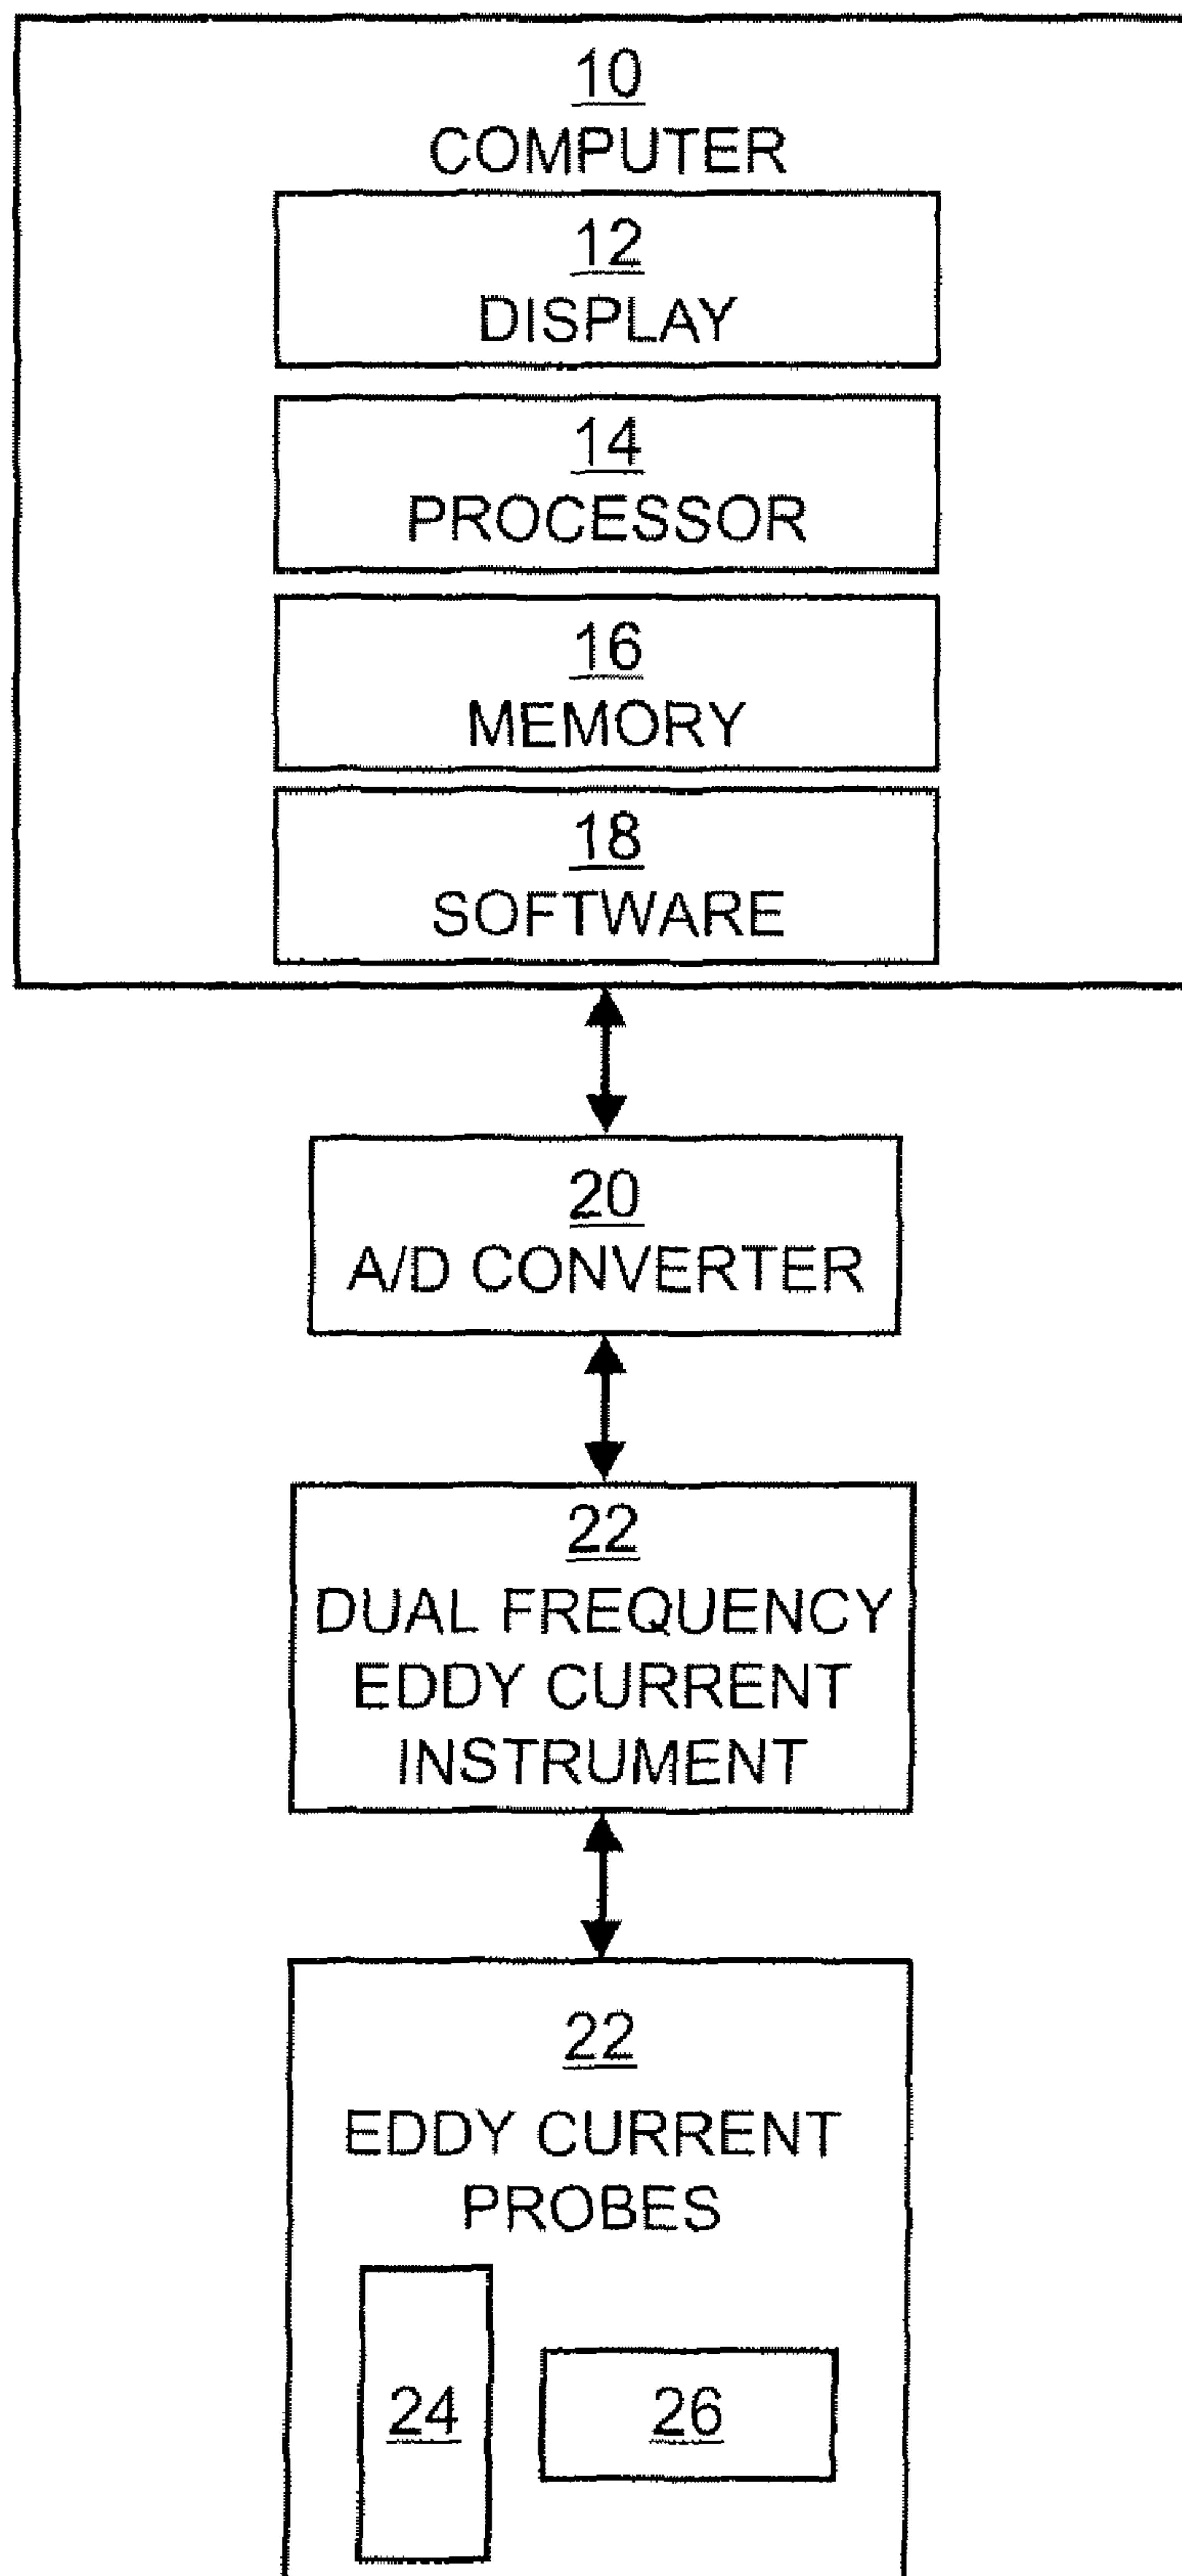 10
COMPUTER
12
DISPLAY
14
PROCESSOR
16
MEMORY
18
SOFTWARE
20
A/D CONVERTER
22
DUAL FREQUENCY
EDDY CURRENT
INSTRUMENT
22
EDDY CURRENT
PROBES
24 26